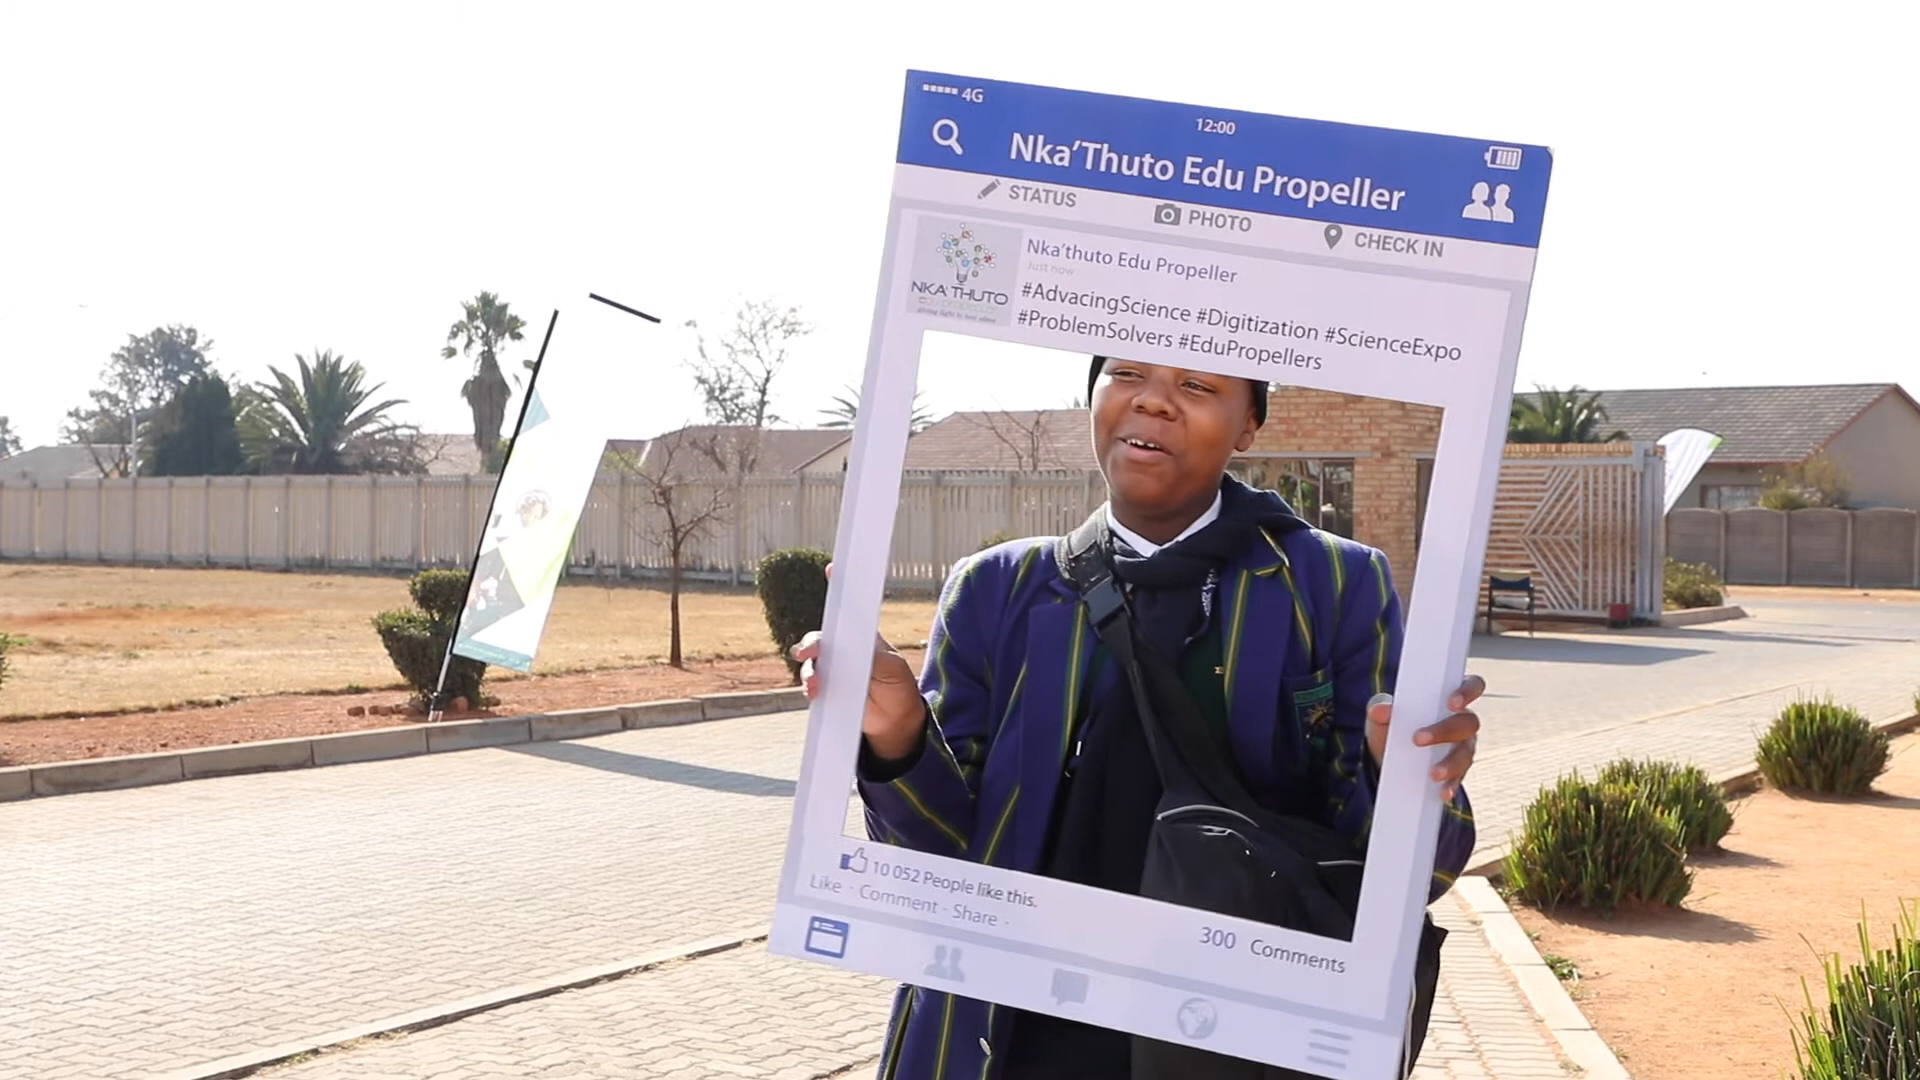 4G
12:00
Nka'Thuto Edu Propeller
STATUS
PHOTO
CHECK IN
Nka'thuto Edu Propeller
Just now
NKA' THUTO
#AdvacingScience #Digitization #ScienceExpo
#ProblemSolvers #EduPropellers
10 052 People like this.
Like · Comment · Share ·
300 Comments